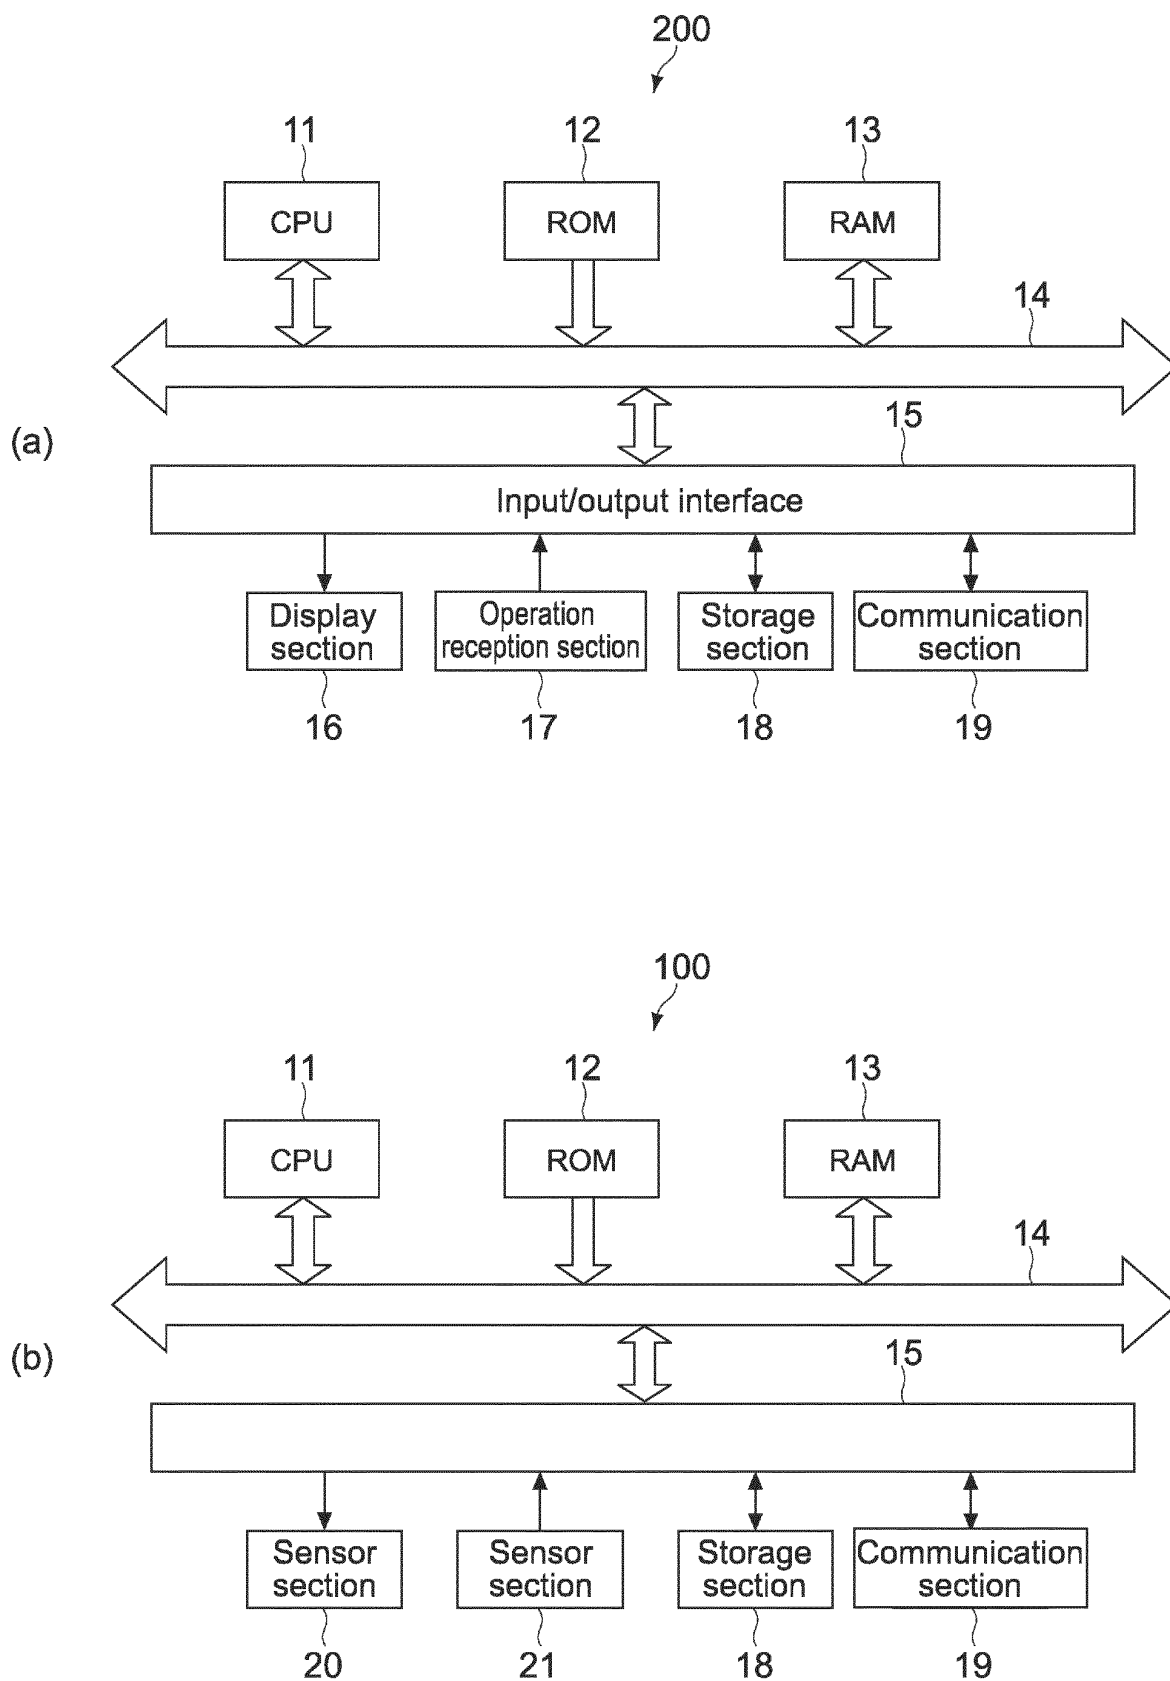 200
11
12
13
CPU
ROM
RAM
14
(a)
15
Input/output interface
Display
section
Operation
reception section
Storage
section
Communication
section
16
17
18
19
100
11
12
13
CPU
ROM
RAM
14
(b)
15
Sensor
section
Sensor
section
Storage
section
Communication
section
20
21
18
19